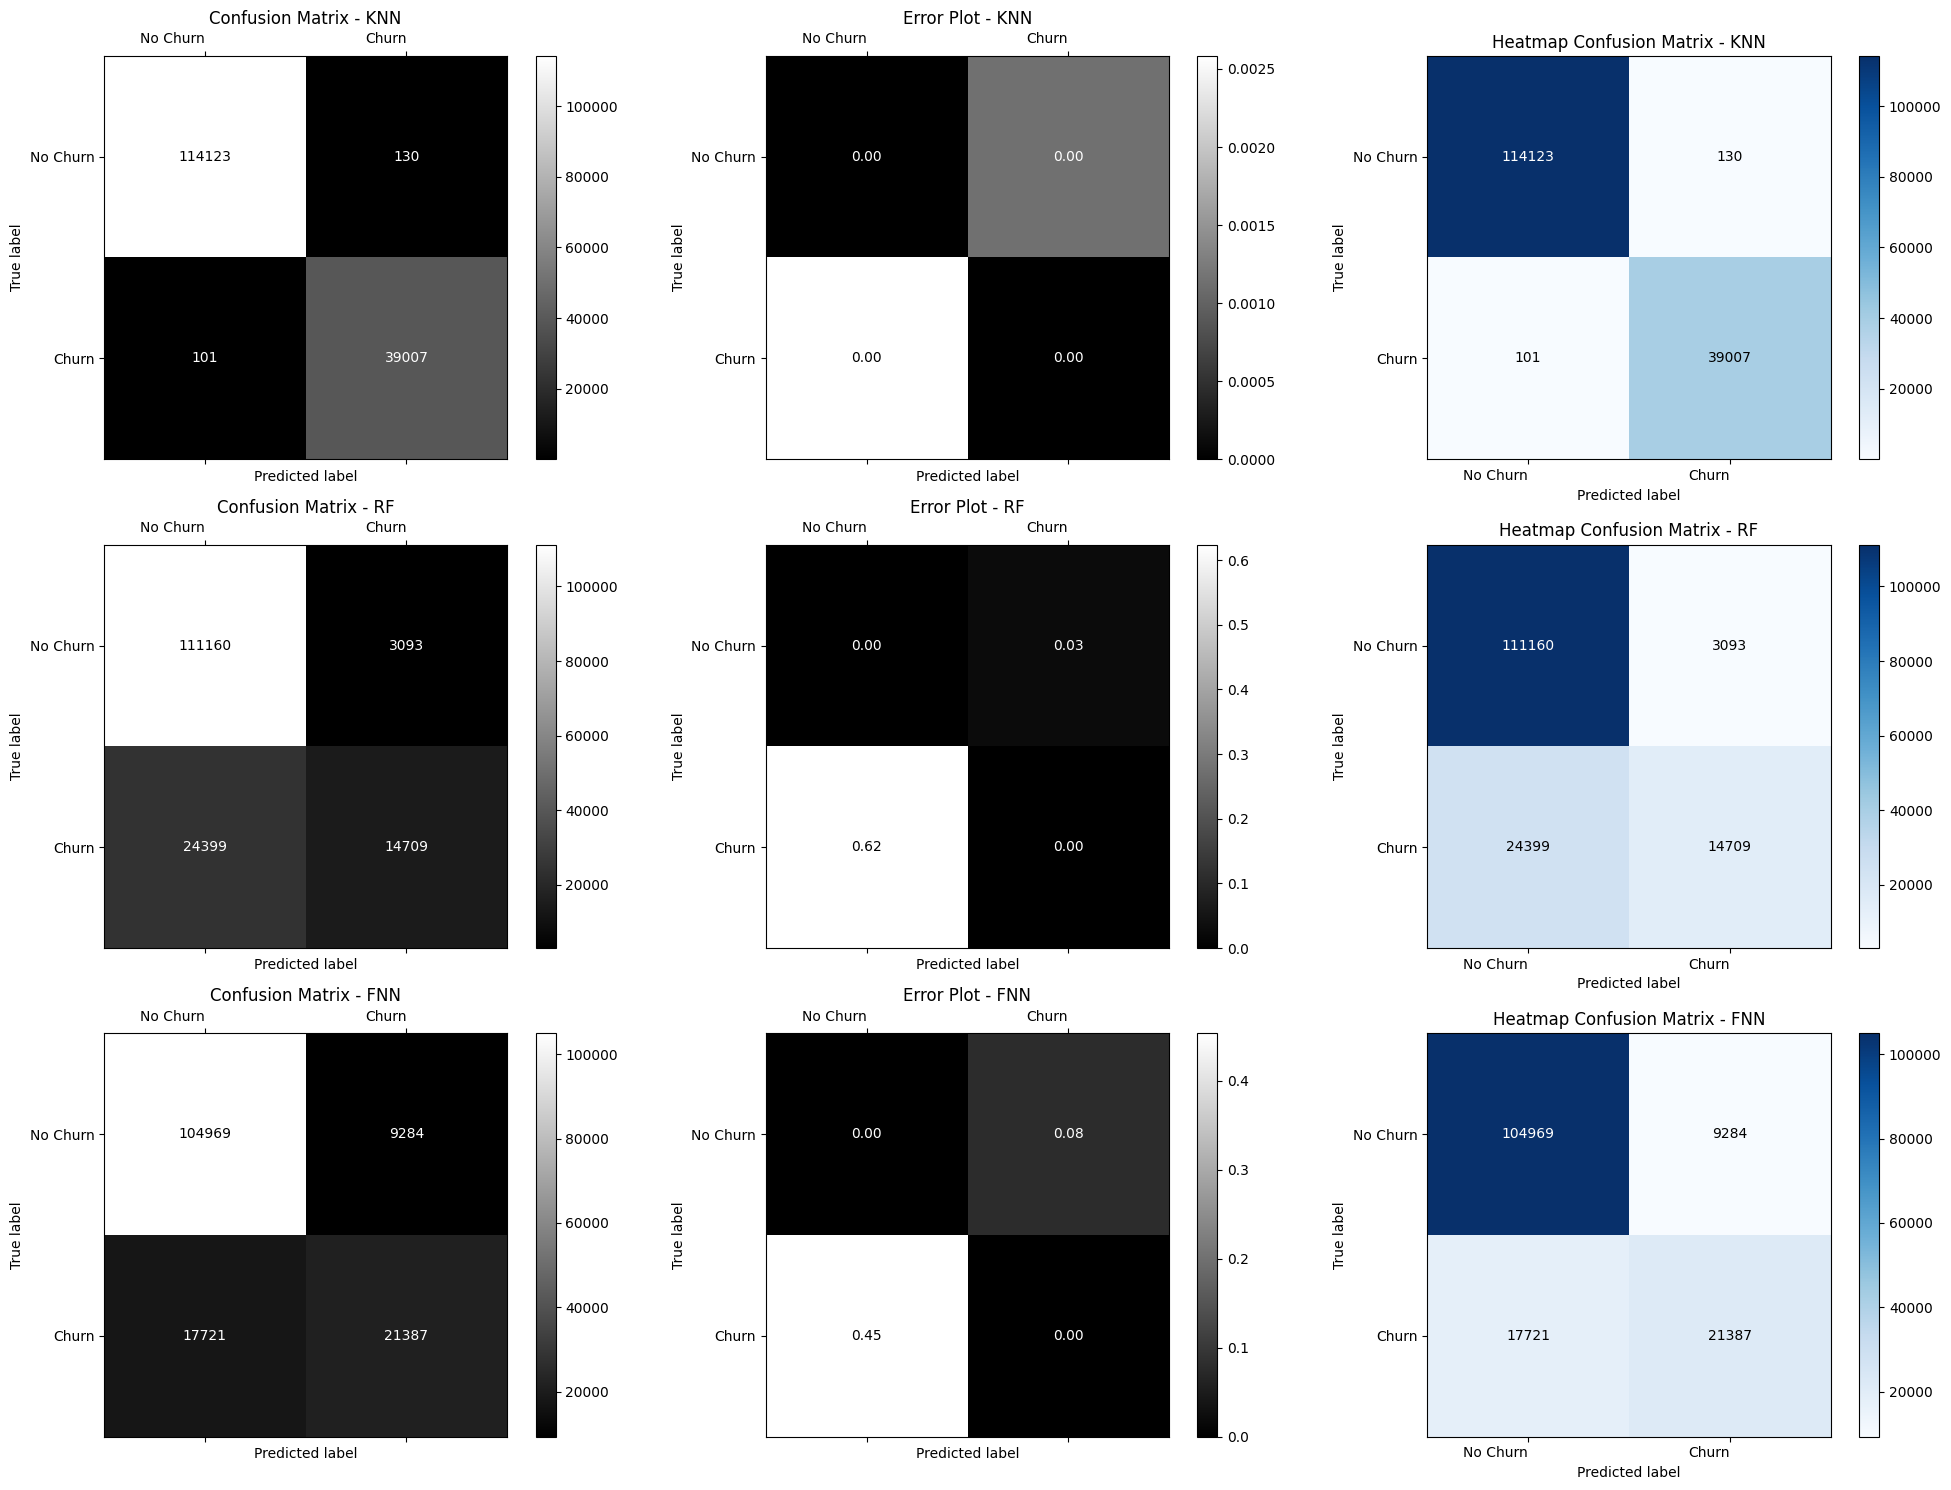 Confusion Matrix - KNN
No Churn Churn
No Churn
Churn
True label
114123 130
101 39007
Predicted label
100000
80000
60000
40000
20000
Error Plot - KNN
No Churn Churn
No Churn
Churn
True label
0.00 0.00
0.00 0.00
Predicted label
0.0025
0.0020
0.0015
0.0010
0.0005
0.0000
Heatmap Confusion Matrix - KNN
No Churn
Churn
True label
114123 130
101 39007
No Churn Churn
Predicted label
100000
80000
60000
40000
20000
Confusion Matrix - RF
No Churn Churn
No Churn
Churn
True label
111160 3093
24399 14709
Predicted label
100000
80000
60000
40000
20000
Error Plot - RF
No Churn Churn
No Churn
Churn
True label
0.00 0.03
0.62 0.00
Predicted label
0.6
0.5
0.4
0.3
0.2
0.1
0.0
Heatmap Confusion Matrix - RF
No Churn
Churn
True label
111160 3093
24399 14709
No Churn Churn
Predicted label
100000
80000
60000
40000
20000
Confusion Matrix - FNN
No Churn Churn
No Churn
Churn
True label
104969 9284
17721 21387
Predicted label
100000
80000
60000
40000
20000
Error Plot - FNN
No Churn Churn
No Churn
Churn
True label
0.00 0.08
0.45 0.00
Predicted label
0.4
0.3
0.2
0.1
0.0
Heatmap Confusion Matrix - FNN
No Churn
Churn
True label
104969 9284
17721 21387
No Churn Churn
Predicted label
100000
80000
60000
40000
20000